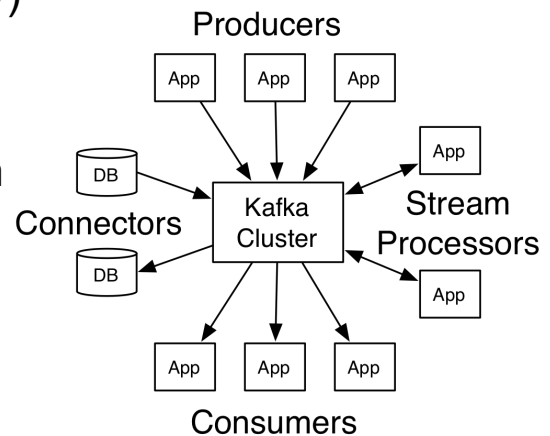 Producers
App
App
App
DB
App
Kafka
Cluster
Connectors
Stream
Processors
DB
App
App
App
App
Consumers